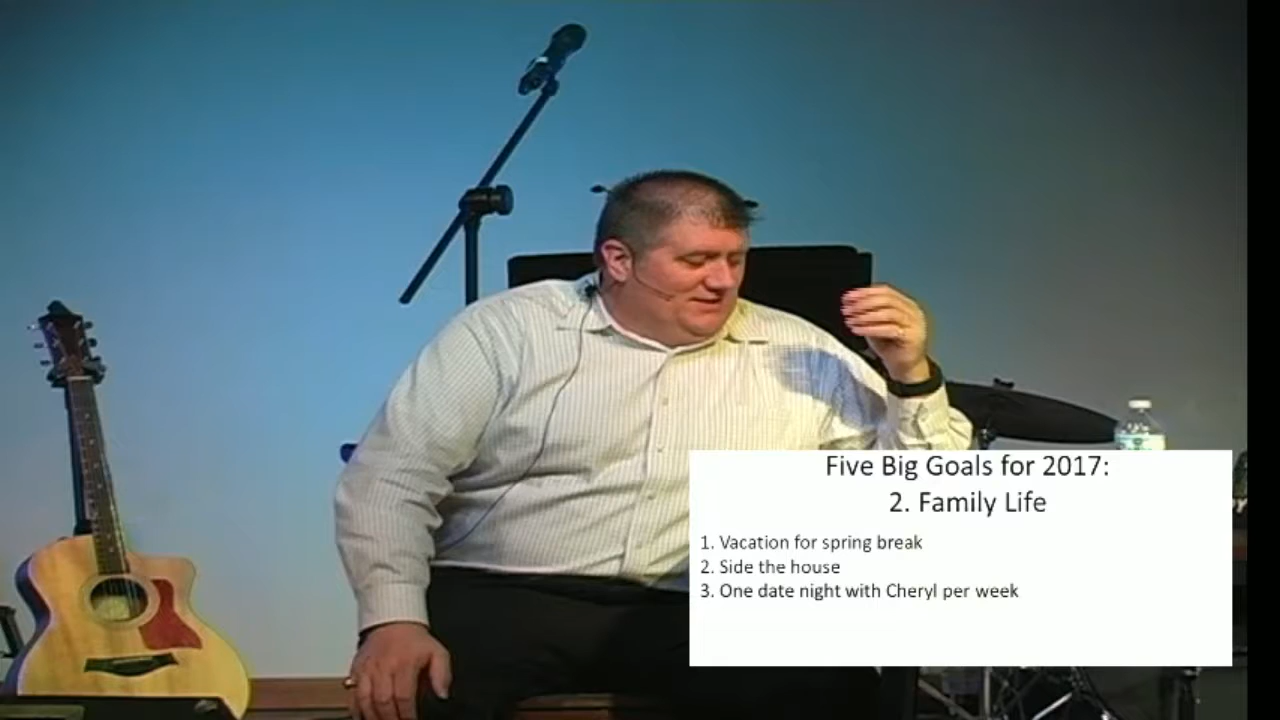 Five Big Goals for 2017:
2. Family Life
1. Vacation for spring break
2. Side the house
3. One date night with Cheryl per week